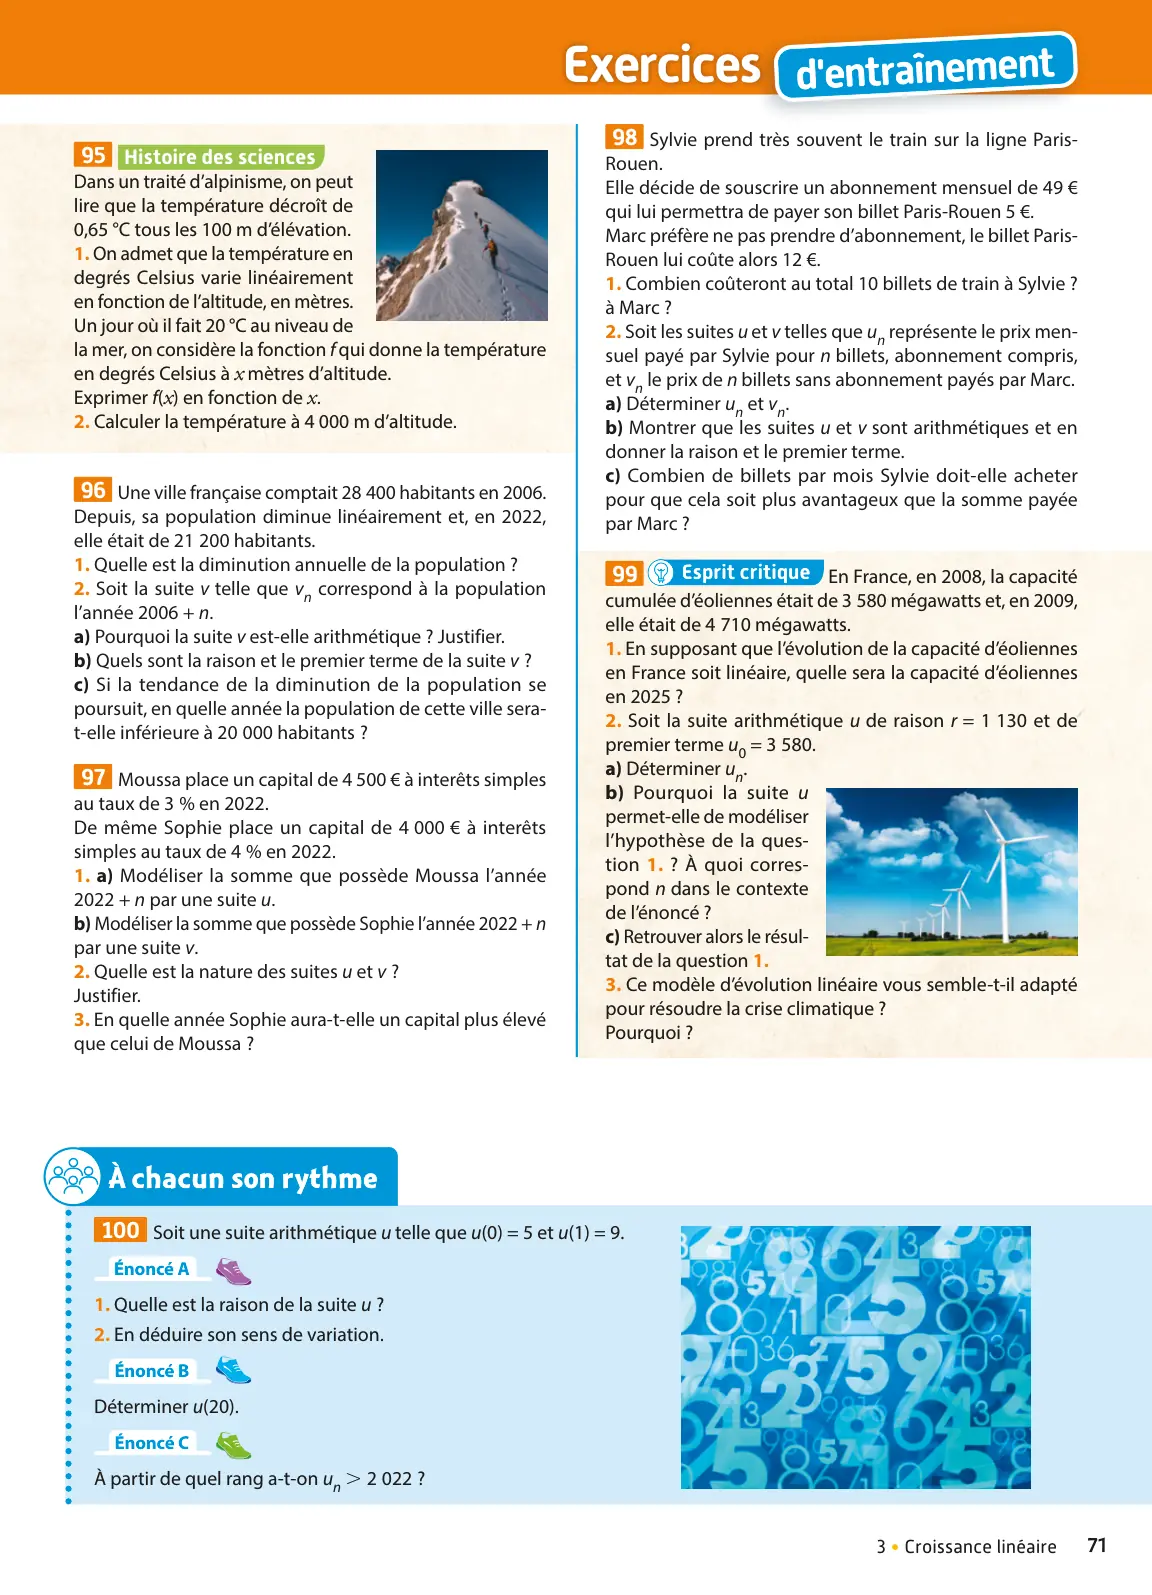 Exercices d'entraînement
95 Histoire des sciences
Dans un traité d'alpinisme, on peut
lire que la température décroît de
0,65 °C tous les 100 m d'élévation.
1. On admet que la température en
degrés Celsius varie linéairement
en fonction de l'altitude, en mètres.
Un jour où il fait 20 °C au niveau de
la mer, on considère la fonction f qui donne la température
en degrés Celsius à x mètres d'altitude.
Exprimer f(x) en fonction de x.
2. Calculer la température à 4 000 m d'altitude.
96 Une ville française comptait 28 400 habitants en 2006.
Depuis, sa population diminue linéairement et, en 2022,
elle était de 21 200 habitants.
1. Quelle est la diminution annuelle de la population ?
2. Soit la suite v telle que vn correspond à la population
l'année 2006 + n.
a) Pourquoi la suite v est-elle arithmétique ? Justifier.
b) Quels sont la raison et le premier terme de la suite v ?
c) Si la tendance de la diminution de la population se
poursuit, en quelle année la population de cette ville sera-
t-elle inférieure à 20 000 habitants ?
97 Moussa place un capital de 4 500 € à interêts simples
au taux de 3 % en 2022.
De même Sophie place un capital de 4 000 € à interêts
simples au taux de 4 % en 2022.
1. a) Modéliser la somme que possède Moussa l'année
2022 + n par une suite u.
b) Modéliser la somme que possède Sophie l'année 2022 + n
par une suite v.
2. Quelle est la nature des suites u et v ?
Justifier.
3. En quelle année Sophie aura-t-elle un capital plus élevé
que celui de Moussa ?
98 Sylvie prend très souvent le train sur la ligne Paris-
Rouen.
Elle décide de souscrire un abonnement mensuel de 49 €
qui lui permettra de payer son billet Paris-Rouen 5 €.
Marc préfère ne pas prendre d'abonnement, le billet Paris-
Rouen lui coûte alors 12 €.
1. Combien coûteront au total 10 billets de train à Sylvie ?
à Marc ?
2. Soit les suites u et v telles que un représente le prix men-
suel payé par Sylvie pour n billets, abonnement compris,
et vn le prix de n billets sans abonnement payés par Marc.
a) Déterminer un et vn.
b) Montrer que les suites u et v sont arithmétiques et en
donner la raison et le premier terme.
c) Combien de billets par mois Sylvie doit-elle acheter
pour que cela soit plus avantageux que la somme payée
par Marc ?
99 Esprit critique En France, en 2008, la capacité
cumulée d'éoliennes était de 3 580 mégawatts et, en 2009,
elle était de 4 710 mégawatts.
1. En supposant que l'évolution de la capacité d'éoliennes
en France soit linéaire, quelle sera la capacité d'éoliennes
en 2025 ?
2. Soit la suite arithmétique u de raison r = 1 130 et de
premier terme u0 = 3 580.
a) Déterminer un.
b) Pourquoi la suite u
permet-elle de modéliser
l'hypothèse de la ques-
tion 1. ? À quoi corres-
pond n dans le contexte
de l'énoncé ?
c) Retrouver alors le résul-
tat de la question 1.
3. Ce modèle d'évolution linéaire vous semble-t-il adapté
pour résoudre la crise climatique ?
Pourquoi ?
À chacun son rythme
100 Soit une suite arithmétique u telle que u(0) = 5 et u(1) = 9.
Énoncé A
1. Quelle est la raison de la suite u ?
2. En déduire son sens de variation.
Énoncé B
Déterminer u(20).
Énoncé C
À partir de quel rang a-t-on un > 2 022 ?
3 • Croissance linéaire 71